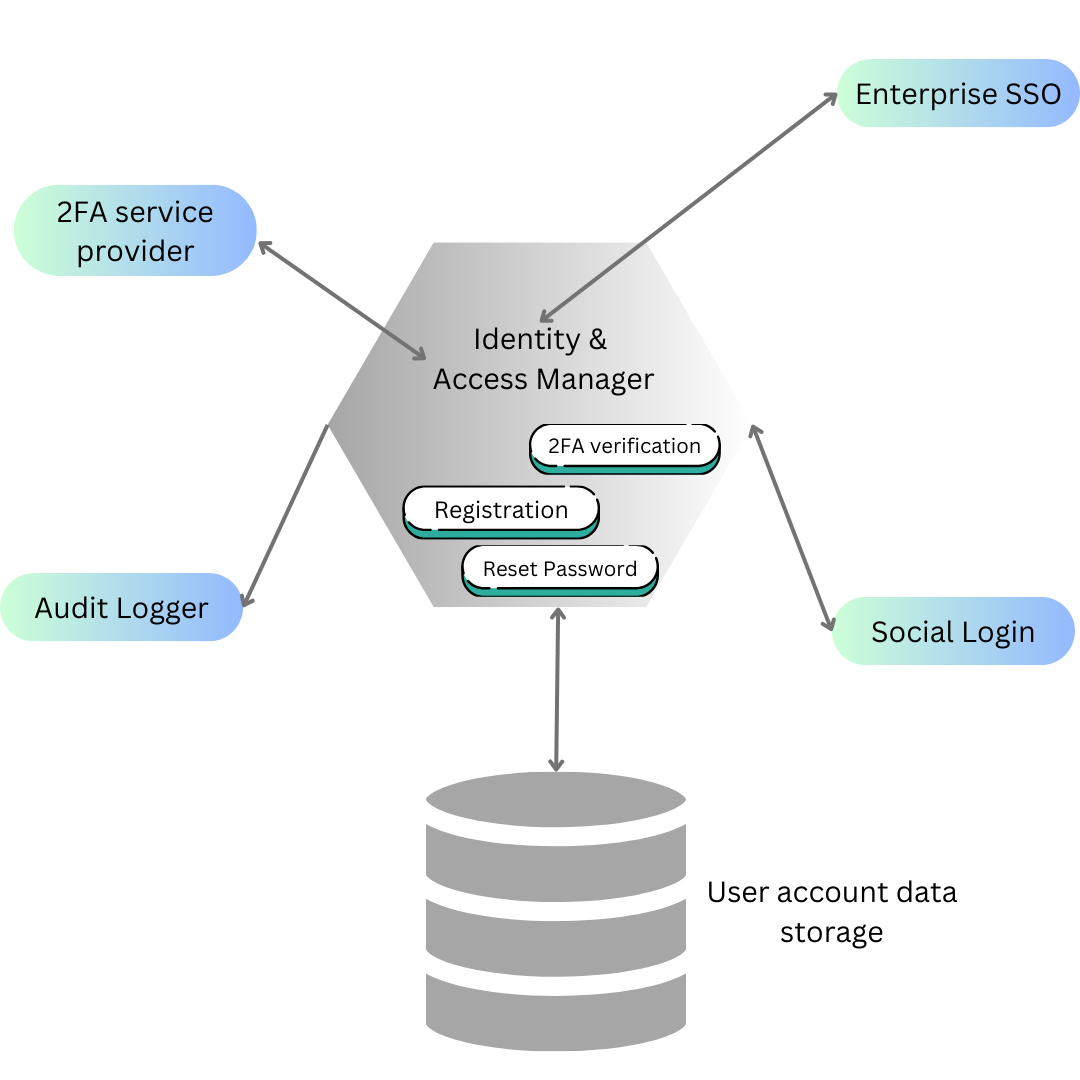 Enterprise SSO
2FA service
provider
Identity &
Access Manager
2FA verification
Registration
Reset Password
Audit Logger
Social Login
User account data
storage